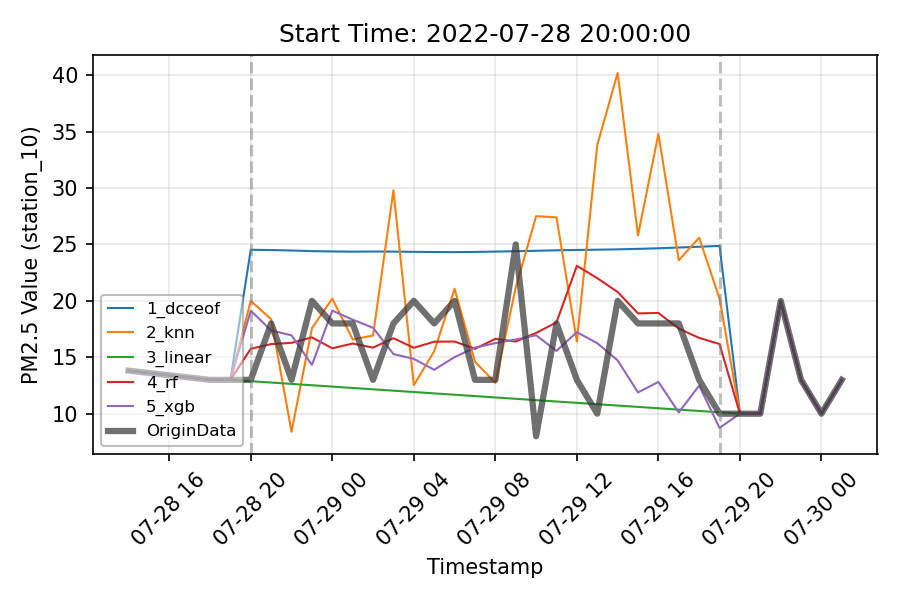 Start Time: 2022-07-28 20:00:00
PM2.5 Value (station_10)
40
35
30
25
20
15
10
1_dcceof
2_knn
3_linear
4_rf
5_xgb
OriginData
07-28 16
07-28 20
07-29 00
07-29 04
07-29 08
07-29 12
07-29 16
07-29 20
07-30 00
Timestamp